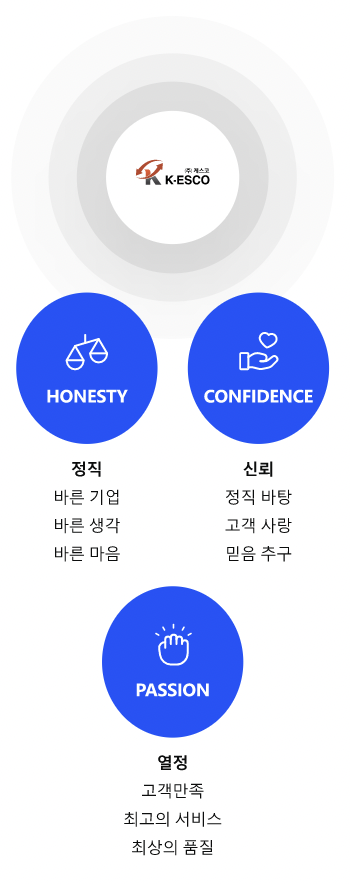 (주) 케스코
K-ESCO
HONESTY
정직
바른 기업
바른 생각
바른 마음
CONFIDENCE
신뢰
정직 바탕
고객 사랑
믿음 추구
PASSION
열정
고객만족
최고의 서비스
최상의 품질